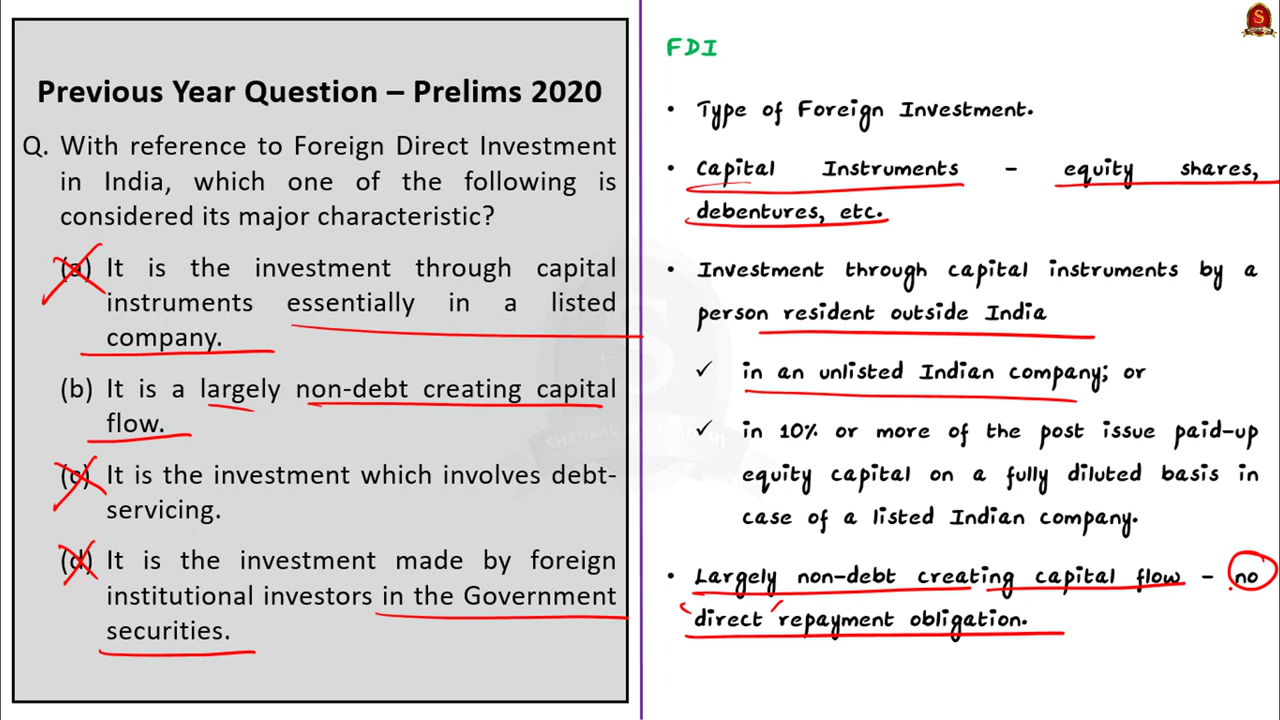 Previous Year Question – Prelims 2020
Q. With reference to Foreign Direct Investment
in India, which one of the following is
considered its major characteristic?
(a) It is the investment through capital
instruments essentially in a listed
company.
(b) It is a largely non-debt creating capital
flow.
(c) It is the investment which involves debt-
servicing.
(d) It is the investment made by foreign
institutional investors in the Government
securities.
FDI
• Type of Foreign Investment.
• Capital Instruments – equity shares,
debentures, etc.
• Investment through capital instruments by a
person resident outside India
✓ in an unlisted Indian company; or
✓ in 10% or more of the post issue paid-up
equity capital on a fully diluted basis in
case of a listed Indian company.
• Largely non-debt creating capital flow – no
direct repayment obligation.